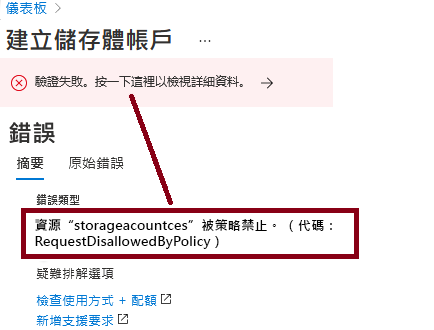 儀表板 >
建立儲存體帳戶 ...
驗證失敗。按一下這裡以檢視詳細資料。 →
錯誤
摘要 原始錯誤
錯誤類型
資源“storageacountces”被策略禁止。（代碼：
RequestDisallowedByPolicy）
疑難排解選項
檢查使用方式 + 配額
新增支援要求